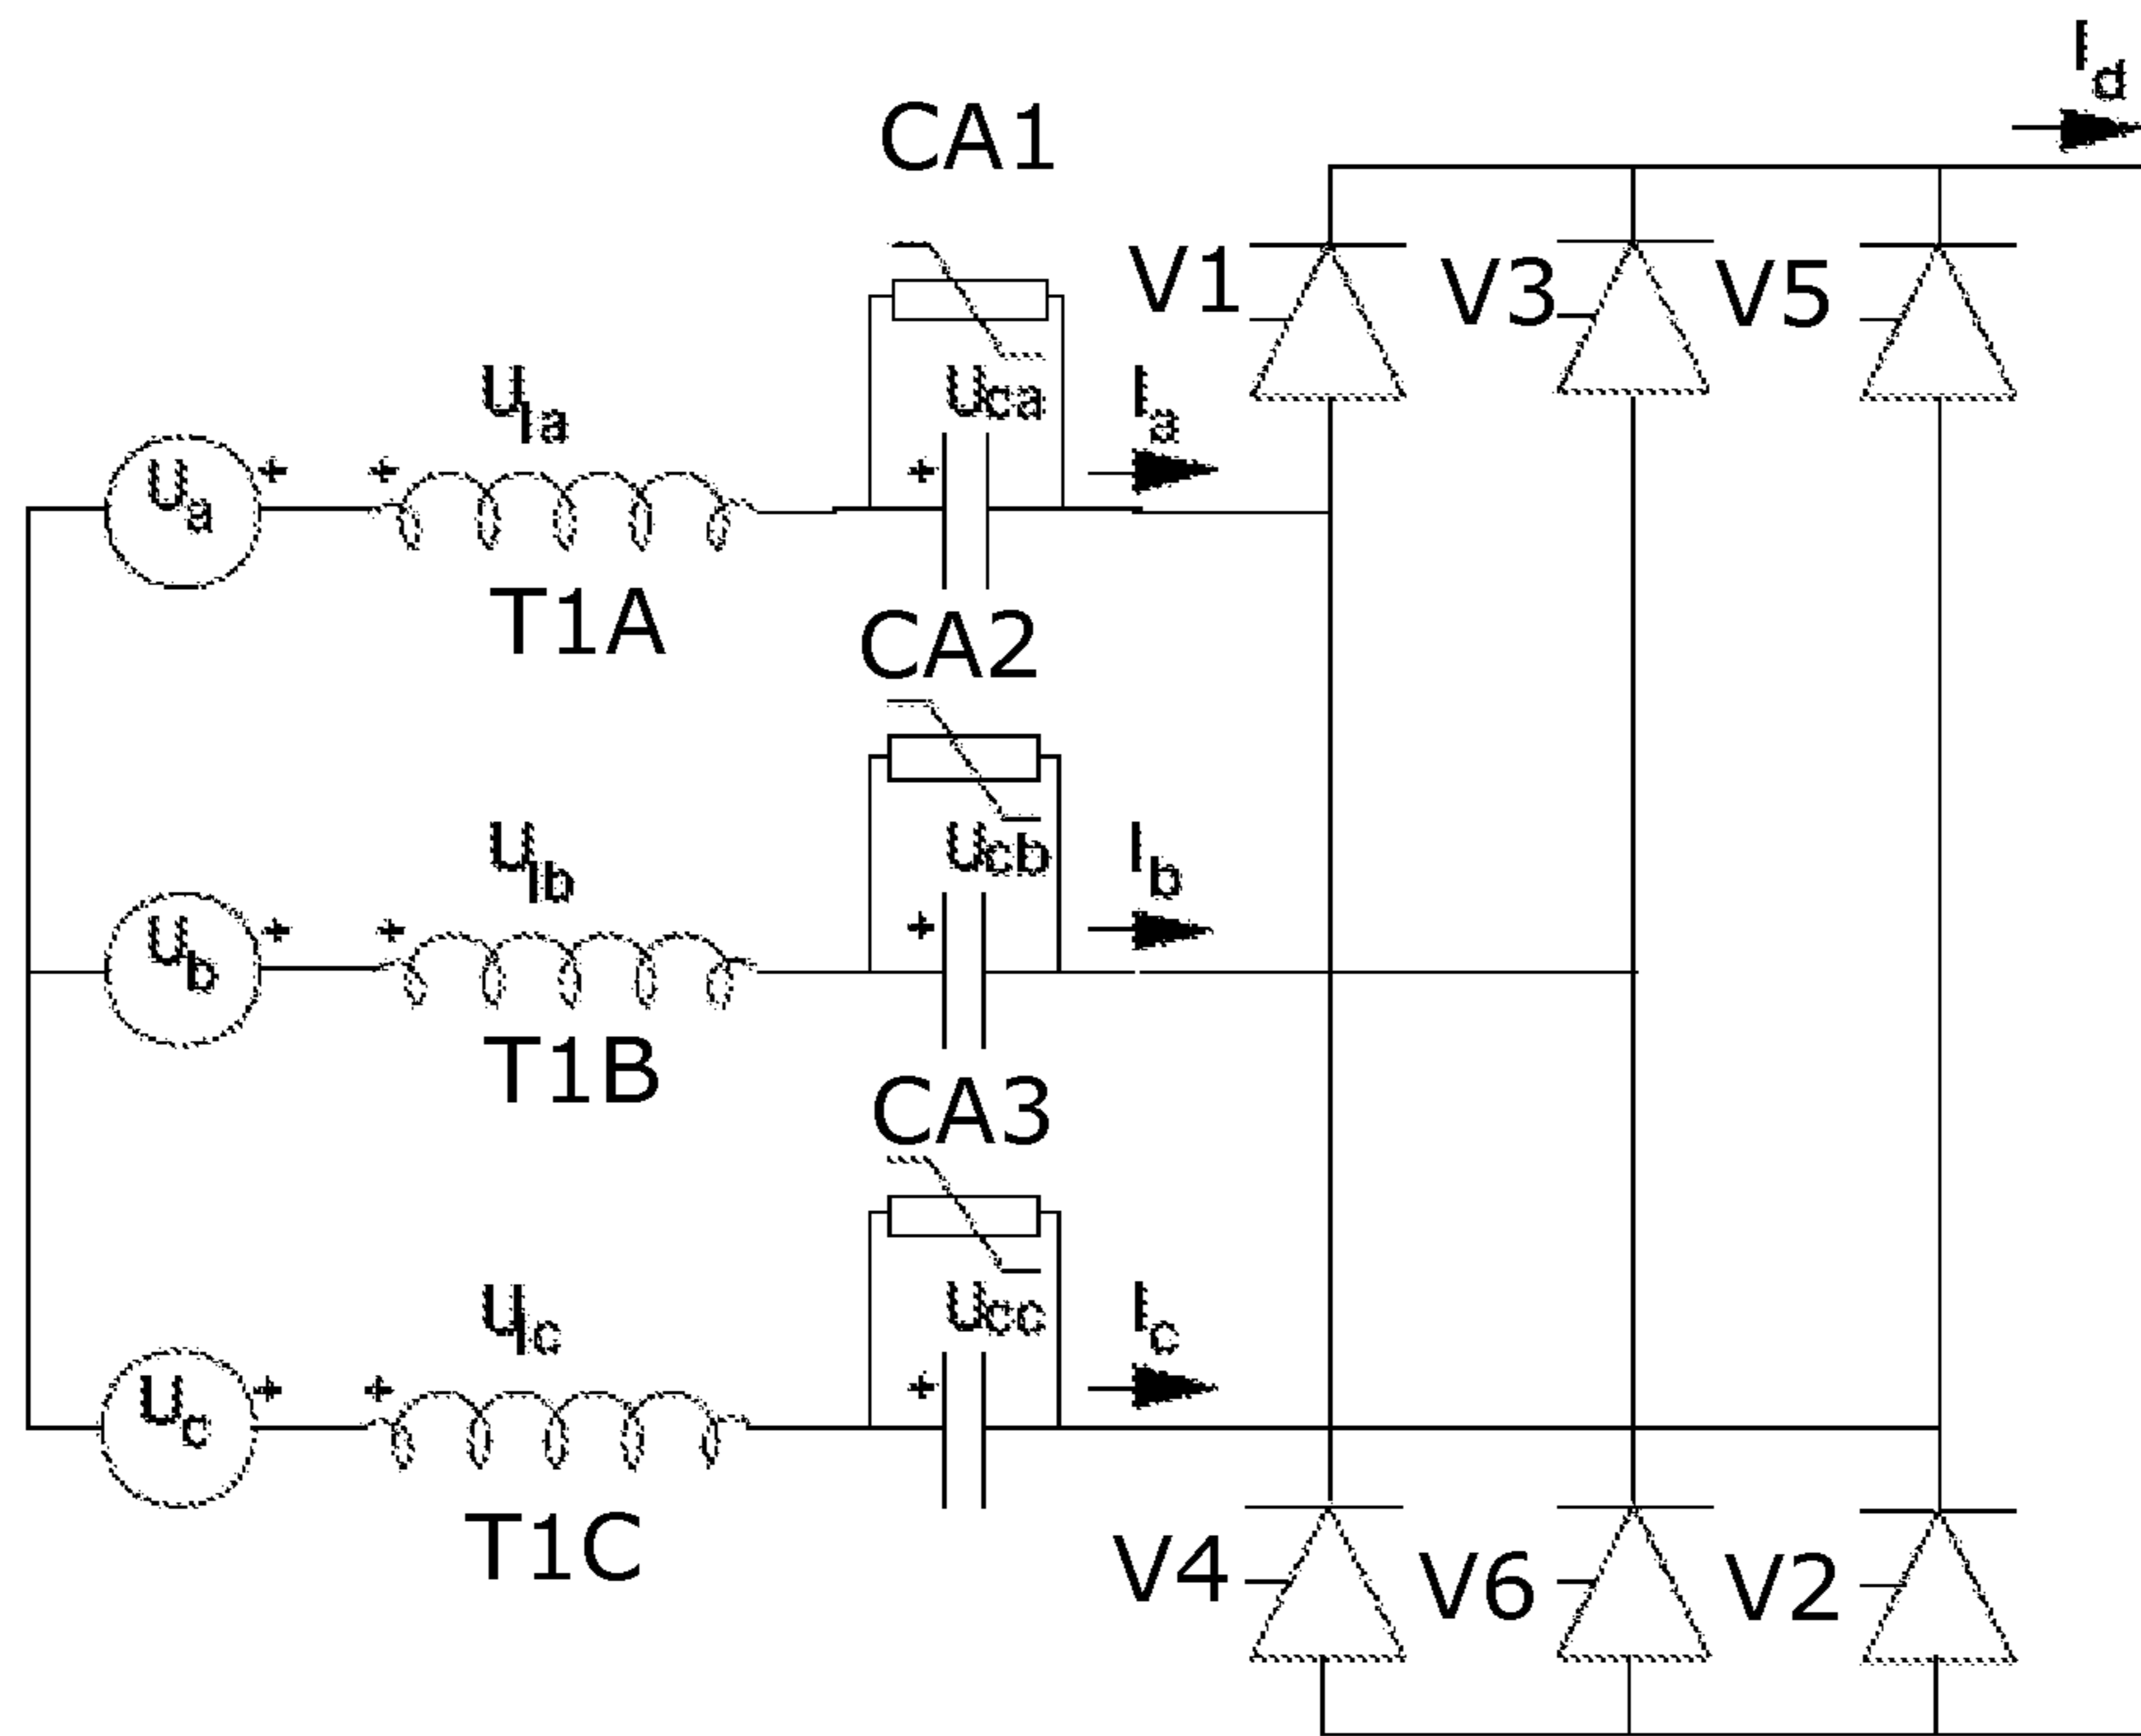 Id
CA1
V1 V3 V5
ula uca Ia
+ + +
ua
T1A
CA2
ulb ucb Ib
+ + +
ub
T1B
CA3
ulc ucc Ic
+ + +
uc
T1C
V4 V6 V2